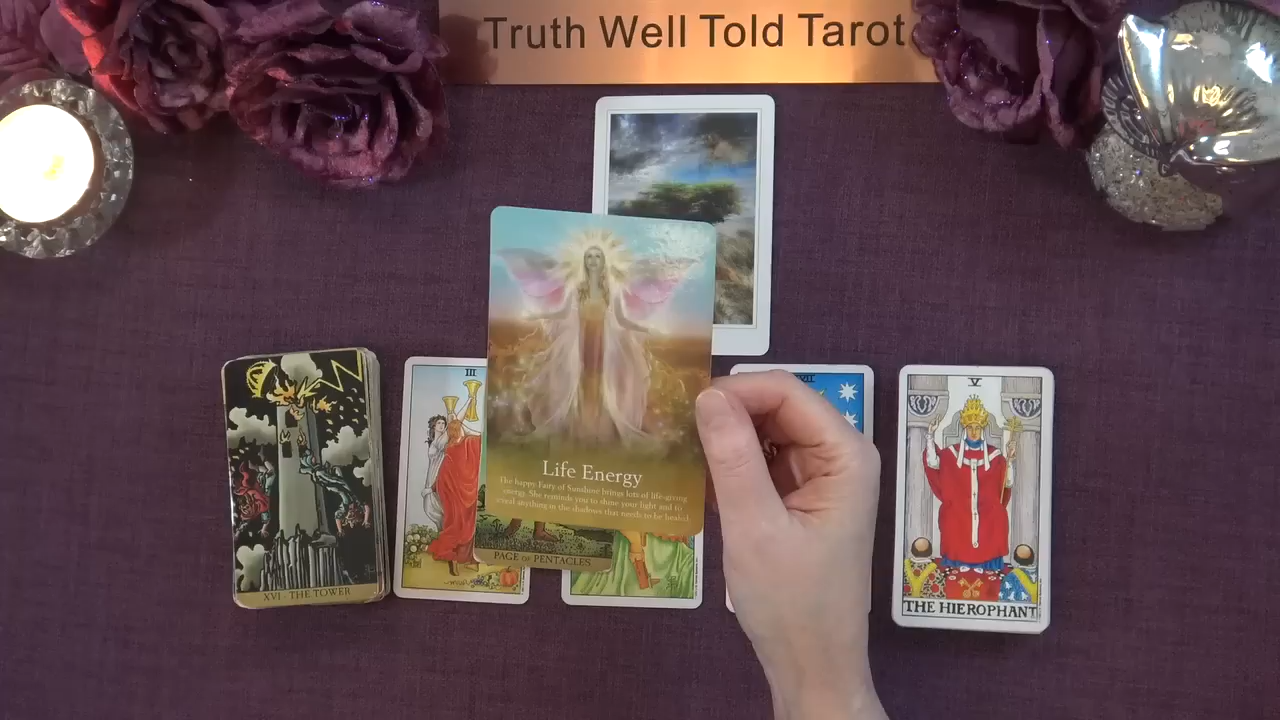 Truth Well Told Tarot
III
V
Life Energy
The happy Fairy of Sunshine brings lots of life-giving
energy. She reminds you to shine your light and to
reveal anything in the shadows that needs to be healed.
PAGE OF PENTACLES
XVI · THE TOWER
THE HIEROPHANT